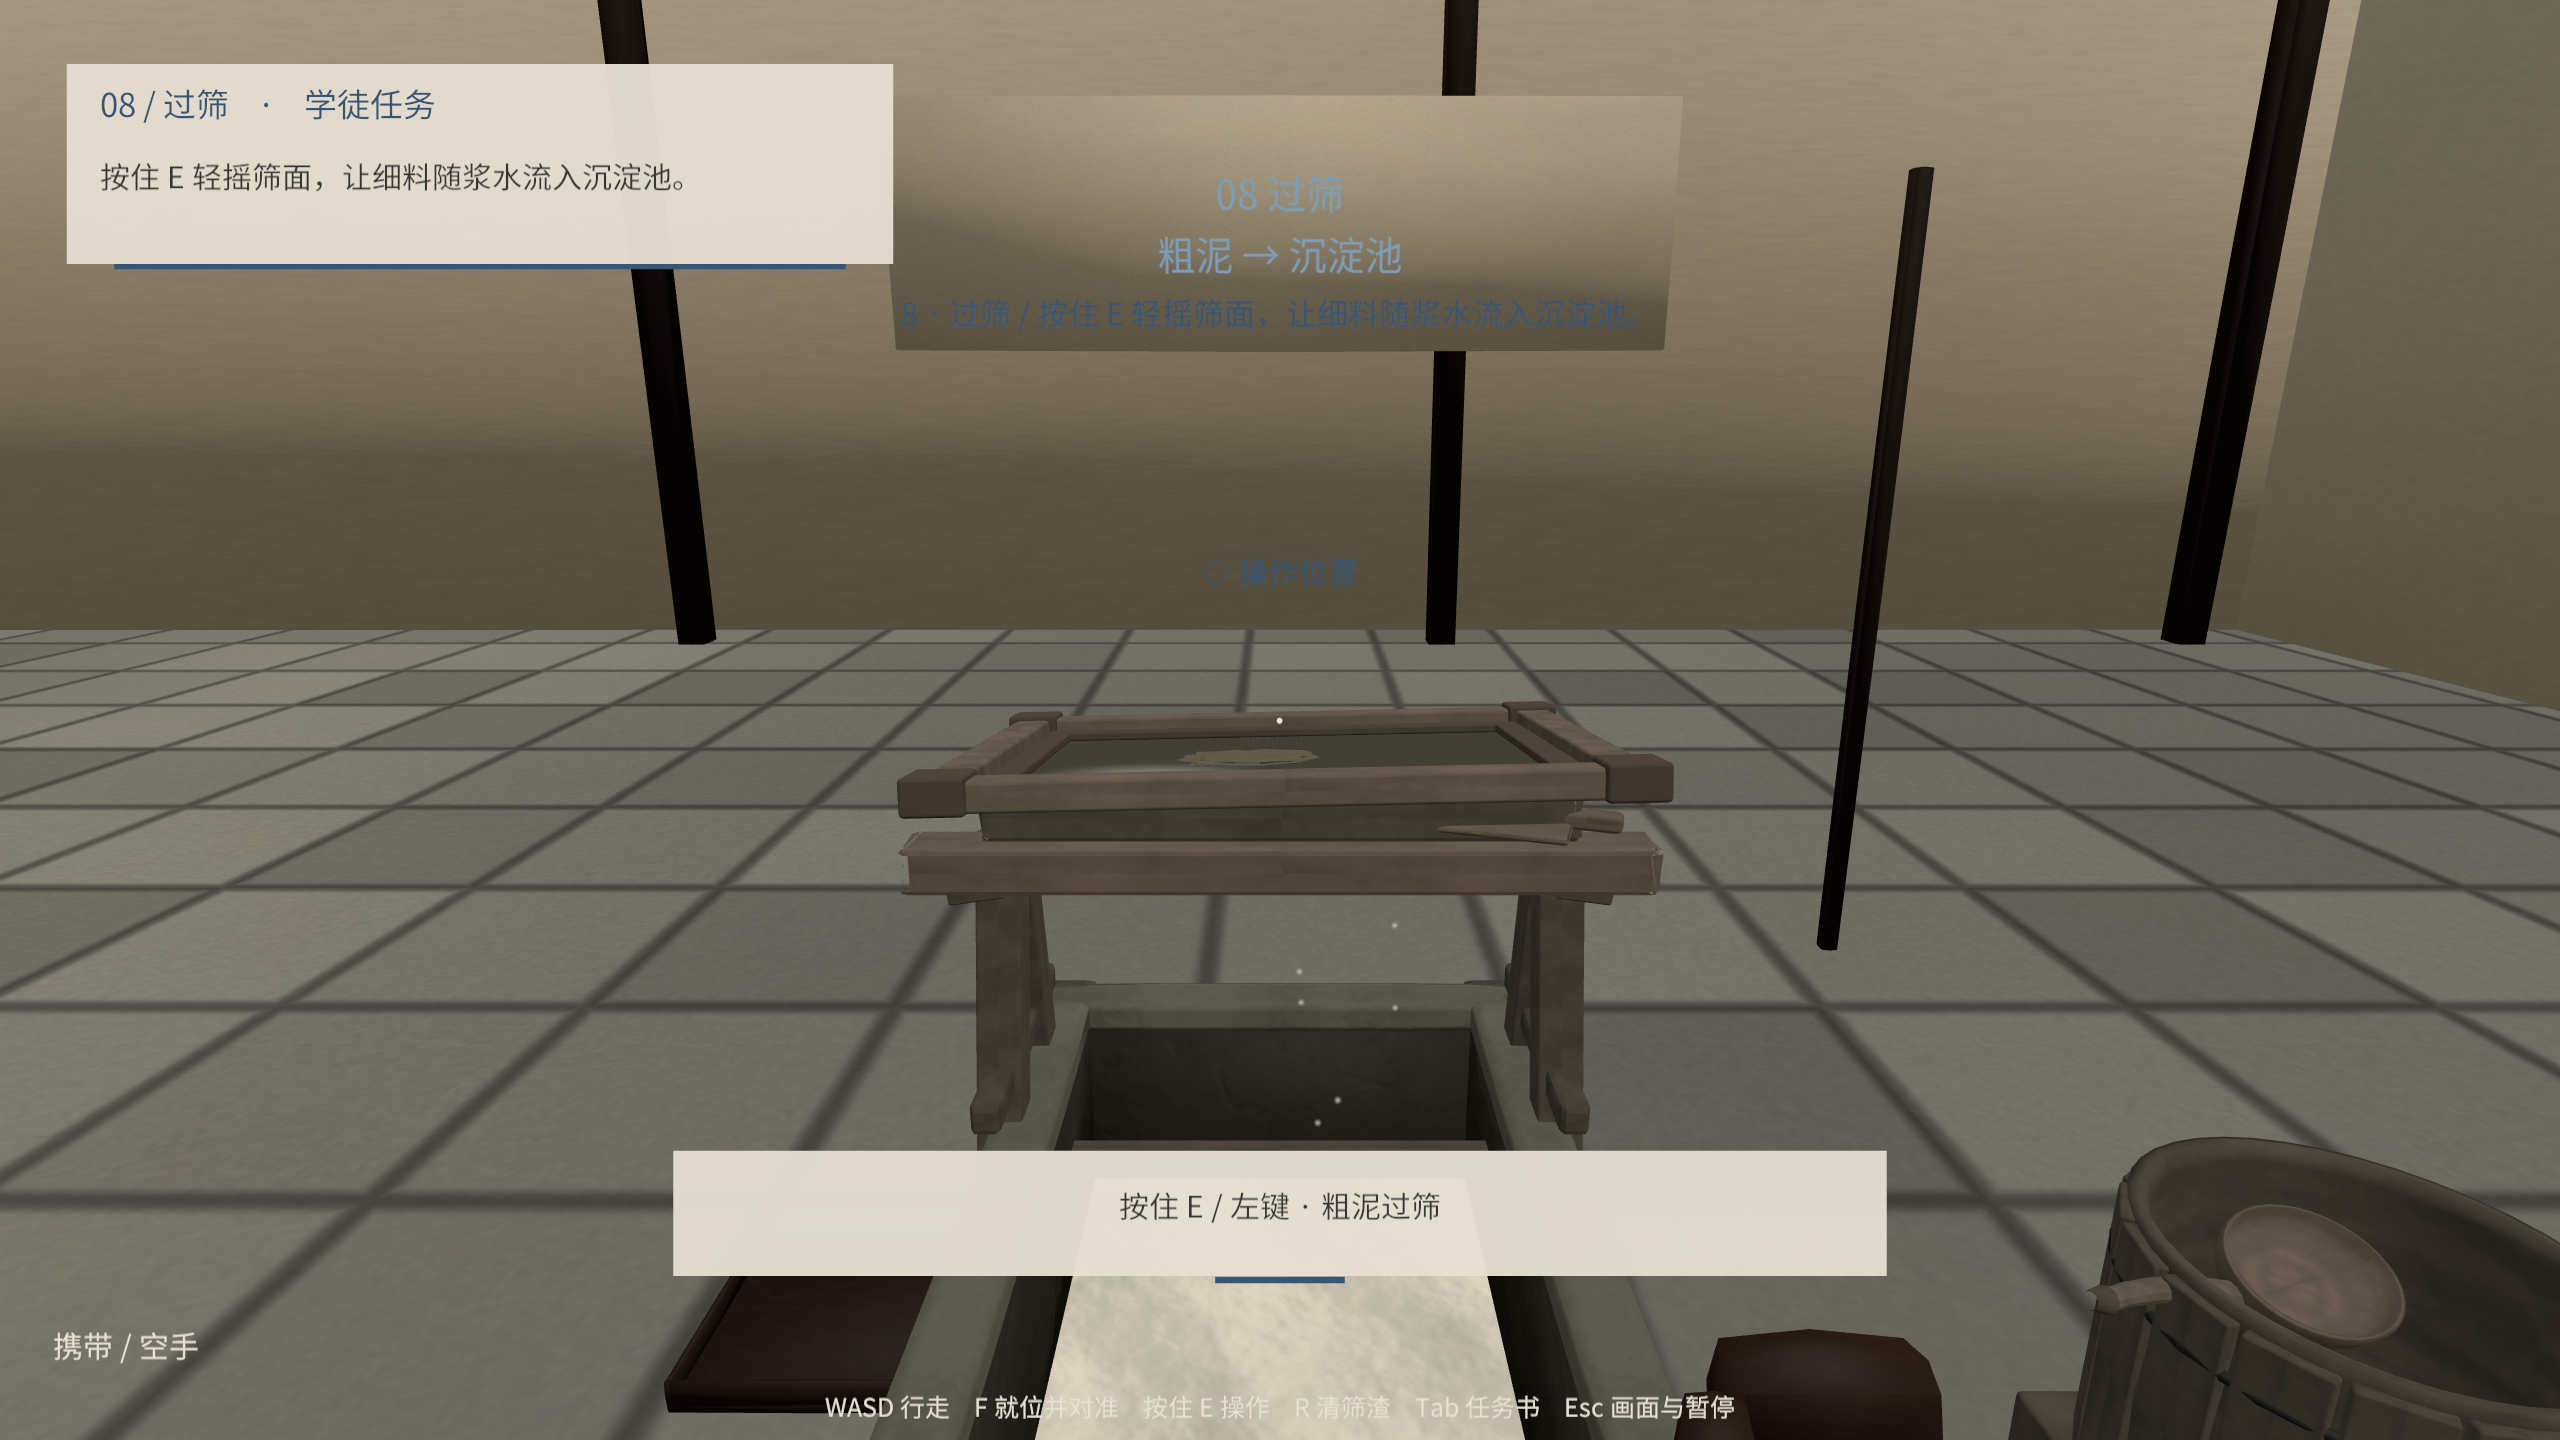 08 / 过筛 · 学徒任务
按住 E 轻摇筛面，让细料随浆水流入沉淀池。
08 过筛
粗泥 → 沉淀池
8 · 过筛 / 按住 E 轻摇筛面，让细料随浆水流入沉淀池。
◇ 操作位置
按住 E / 左键 · 粗泥过筛
携带 / 空手
WASD 行走 F 就位并对准 按住 E 操作 R 清筛渣 Tab 任务书 Esc 画面与暂停